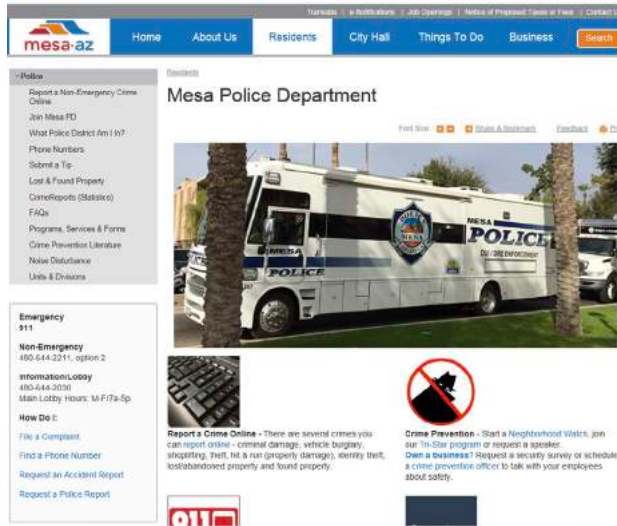 Translate | e-Notifications | Job Openings | Notice of Proposed Taxes or Fees | Contact U
mesa·az
Home About Us Residents City Hall Things To Do Business Search
Police
Report a Non-Emergency Crime
Online
Join Mesa PD
What Police District Am I In?
Phone Numbers
Submit a Tip
Lost & Found Property
CrimeReports (Statistics)
FAQs
Programs, Services & Forms
Crime Prevention Literature
Noise Disturbance
Units & Divisions
Emergency
911
Non-Emergency
480-644-2211, option 2
Information/Lobby
480-644-2030
Main Lobby Hours: M-F/7a-5p
How Do I:
File a Complaint
Find a Phone Number
Request an Accident Report
Request a Police Report
Residents
Mesa Police Department
Font Size: Share & Bookmark Feedback Pr
MESA
POLICE
POLICE
MESA
MESA
POLICE
DUI / DRE ENFORCEMENT
Report a Crime Online - There are several crimes you
can report online - criminal damage, vehicle burglary,
shoplifting, theft, hit & run (property damage), identity theft,
lost/abandoned property and found property.
Crime Prevention - Start a Neighborhood Watch, join
our Tri-Star program or request a speaker.
Own a business? Request a security survey or schedule
a crime prevention officer to talk with your employees
about safety.
911